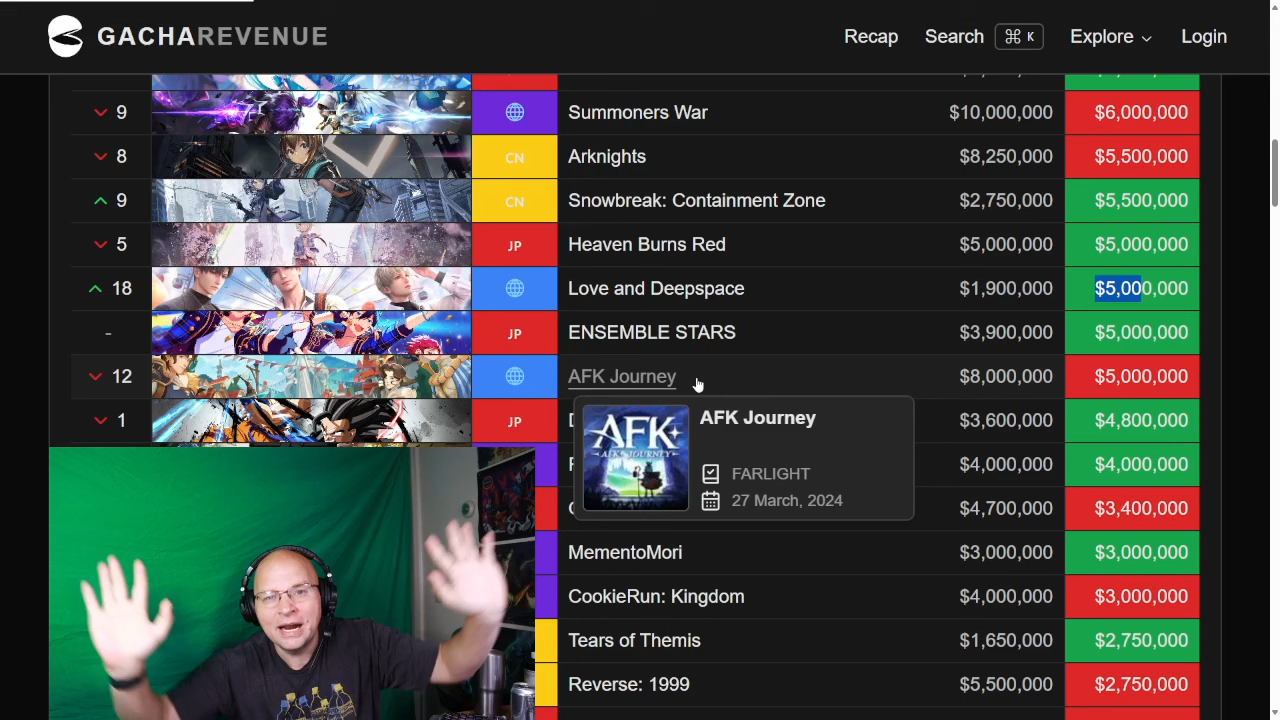 GACHAREVENUE Recap Search ⌘ K Explore Login
9 Summoners War $10,000,000 $6,000,000
8 CN Arknights $8,250,000 $5,500,000
9 CN Snowbreak: Containment Zone $2,750,000 $5,500,000
5 JP Heaven Burns Red $5,000,000 $5,000,000
18 Love and Deepspace $1,900,000 $5,000,000
- JP ENSEMBLE STARS $3,900,000 $5,000,000
12 AFK Journey $8,000,000 $5,000,000
1 JP $3,600,000 $4,800,000
AFK Journey
AFK
AFK JOURNEY
FARLIGHT
27 March, 2024
$4,000,000 $4,000,000
$4,700,000 $3,400,000
MementoMori $3,000,000 $3,000,000
CookieRun: Kingdom $4,000,000 $3,000,000
Tears of Themis $1,650,000 $2,750,000
Reverse: 1999 $5,500,000 $2,750,000